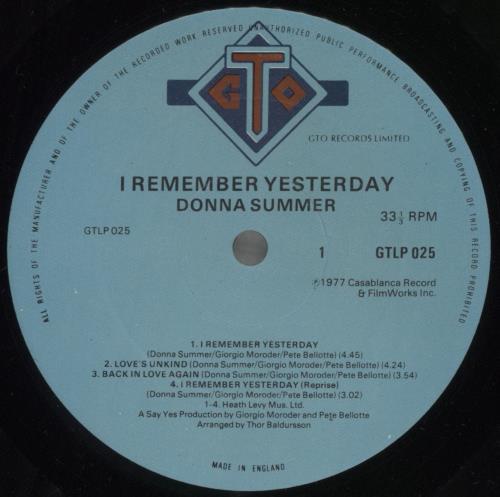 ALL RIGHTS OF THE MANUFACTURER AND OF THE OWNER OF THE RECORDED WORK RESERVED UNAUTHORIZED PUBLIC PERFORMANCE BROADCASTING AND COPYING OF THIS RECORD PROHIBITED
GTO
GTO RECORDS LIMITED
I REMEMBER YESTERDAY
DONNA SUMMER
33 1/3 RPM
GTLP 025
1
GTLP 025
℗1977 Casablanca Record
& FilmWorks Inc.
1. I REMEMBER YESTERDAY
(Donna Summer/Giorgio Moroder/Pete Bellotte) (4.45)
2. LOVE'S UNKIND (Donna Summer/Giorgio Moroder/Pete Bellotte) (4.24)
3. BACK IN LOVE AGAIN (Donna Summer/Giorgio Moroder/Pete Bellotte) (3.54)
4. I REMEMBER YESTERDAY (Reprise)
(Donna Summer/Giorgio Moroder/Pete Bellotte) (3.02)
1-4. Heath Levy Mus. Ltd.
A Say Yes Production by Giorgio Moroder and Pete Bellotte
Arranged by Thor Baldursson
MADE IN ENGLAND